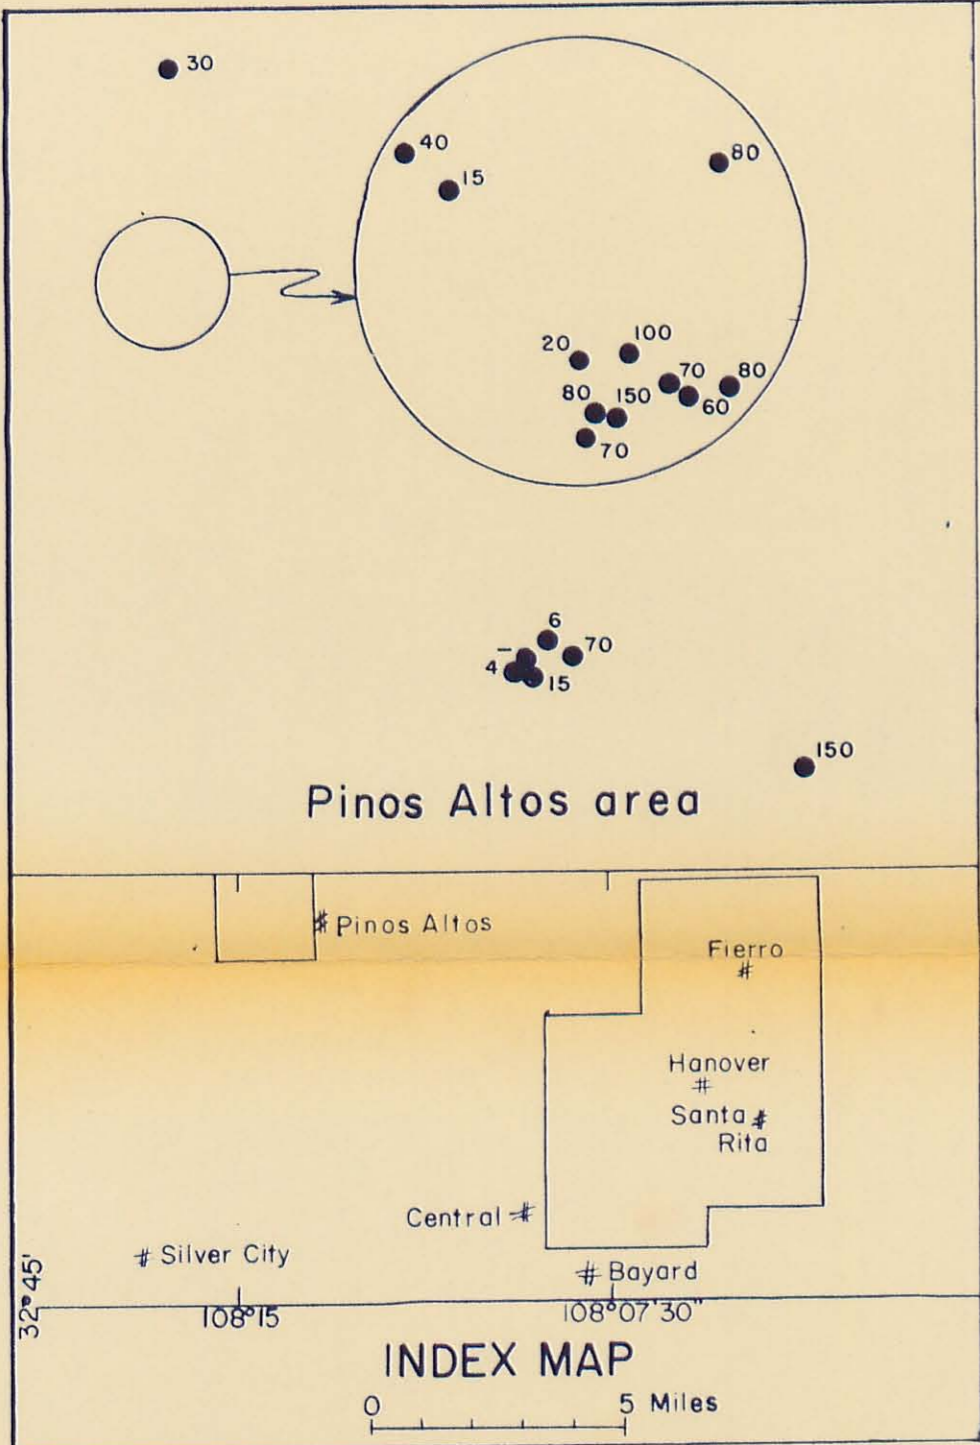 30
40
80
15
20
100
70
80
80
150
60
70
6
–
70
4
15
150
Pinos Altos area
Pinos Altos
Fierro
Hanover
Santa
Rita
Central
Silver City
Bayard
32°45'
108°15
108°07'30"
INDEX MAP
0 5 Miles